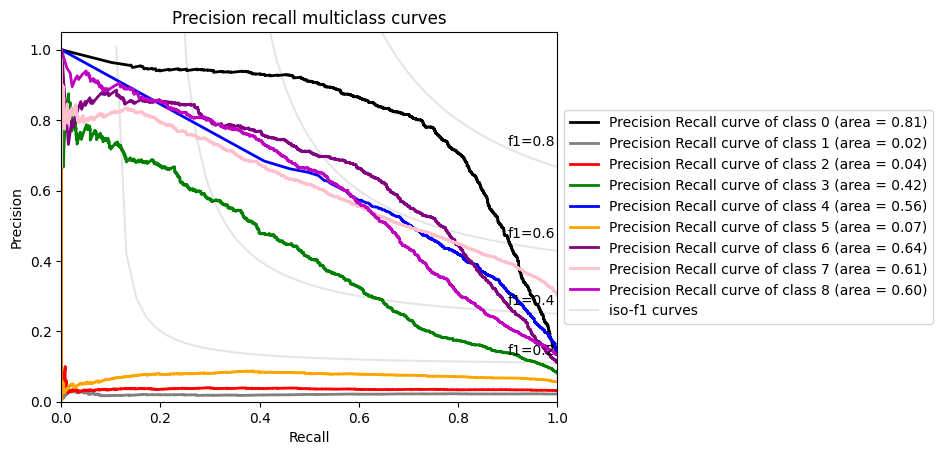 Precision recall multiclass curves
Precision
1.0
0.8
0.6
0.4
0.2
0.0
0.0 0.2 0.4 0.6 0.8 1.0
Recall
f1=0.8
f1=0.6
f1=0.4
f1=0.2
Precision Recall curve of class 0 (area = 0.81)
Precision Recall curve of class 1 (area = 0.02)
Precision Recall curve of class 2 (area = 0.04)
Precision Recall curve of class 3 (area = 0.42)
Precision Recall curve of class 4 (area = 0.56)
Precision Recall curve of class 5 (area = 0.07)
Precision Recall curve of class 6 (area = 0.64)
Precision Recall curve of class 7 (area = 0.61)
Precision Recall curve of class 8 (area = 0.60)
iso-f1 curves